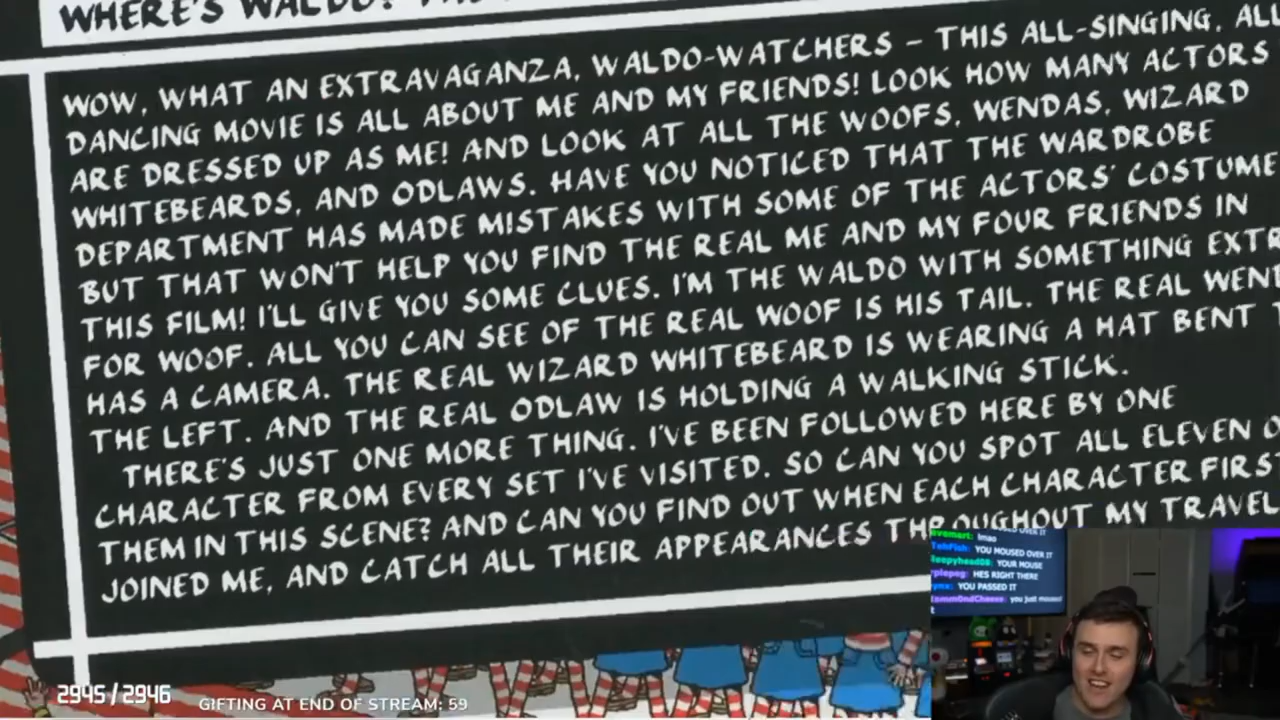 WHERE'S WALDO?
WOW, WHAT AN EXTRAVAGANZA, WALDO-WATCHERS – THIS ALL-SINGING, ALL
DANCING MOVIE IS ALL ABOUT ME AND MY FRIENDS! LOOK HOW MANY ACTORS
ARE DRESSED UP AS ME! AND LOOK AT ALL THE WOOFS, WENDAS, WIZARD
WHITEBEARDS, AND ODLAWS. HAVE YOU NOTICED THAT THE WARDROBE
DEPARTMENT HAS MADE MISTAKES WITH SOME OF THE ACTORS' COSTUME
BUT THAT WON'T HELP YOU FIND THE REAL ME AND MY FOUR FRIENDS IN
THIS FILM! I'LL GIVE YOU SOME CLUES. I'M THE WALDO WITH SOMETHING EXTR
FOR WOOF. ALL YOU CAN SEE OF THE REAL WOOF IS HIS TAIL. THE REAL WEN
HAS A CAMERA. THE REAL WIZARD WHITEBEARD IS WEARING A HAT BENT T
THE LEFT. AND THE REAL ODLAW IS HOLDING A WALKING STICK.
THERE'S JUST ONE MORE THING. I'VE BEEN FOLLOWED HERE BY ONE
CHARACTER FROM EVERY SET I'VE VISITED. SO CAN YOU SPOT ALL ELEVEN O
THEM IN THIS SCENE? AND CAN YOU FIND OUT WHEN EACH CHARACTER FIRST
JOINED ME, AND CATCH ALL THEIR APPEARANCES THROUGHOUT MY TRAVEL
lmao
YOU MOUSED OVER IT
YOUR MOUSE
HES RIGHT THERE
YOU PASSED IT
you just moused
2945 / 2946
GIFTING AT END OF STREAM: 59